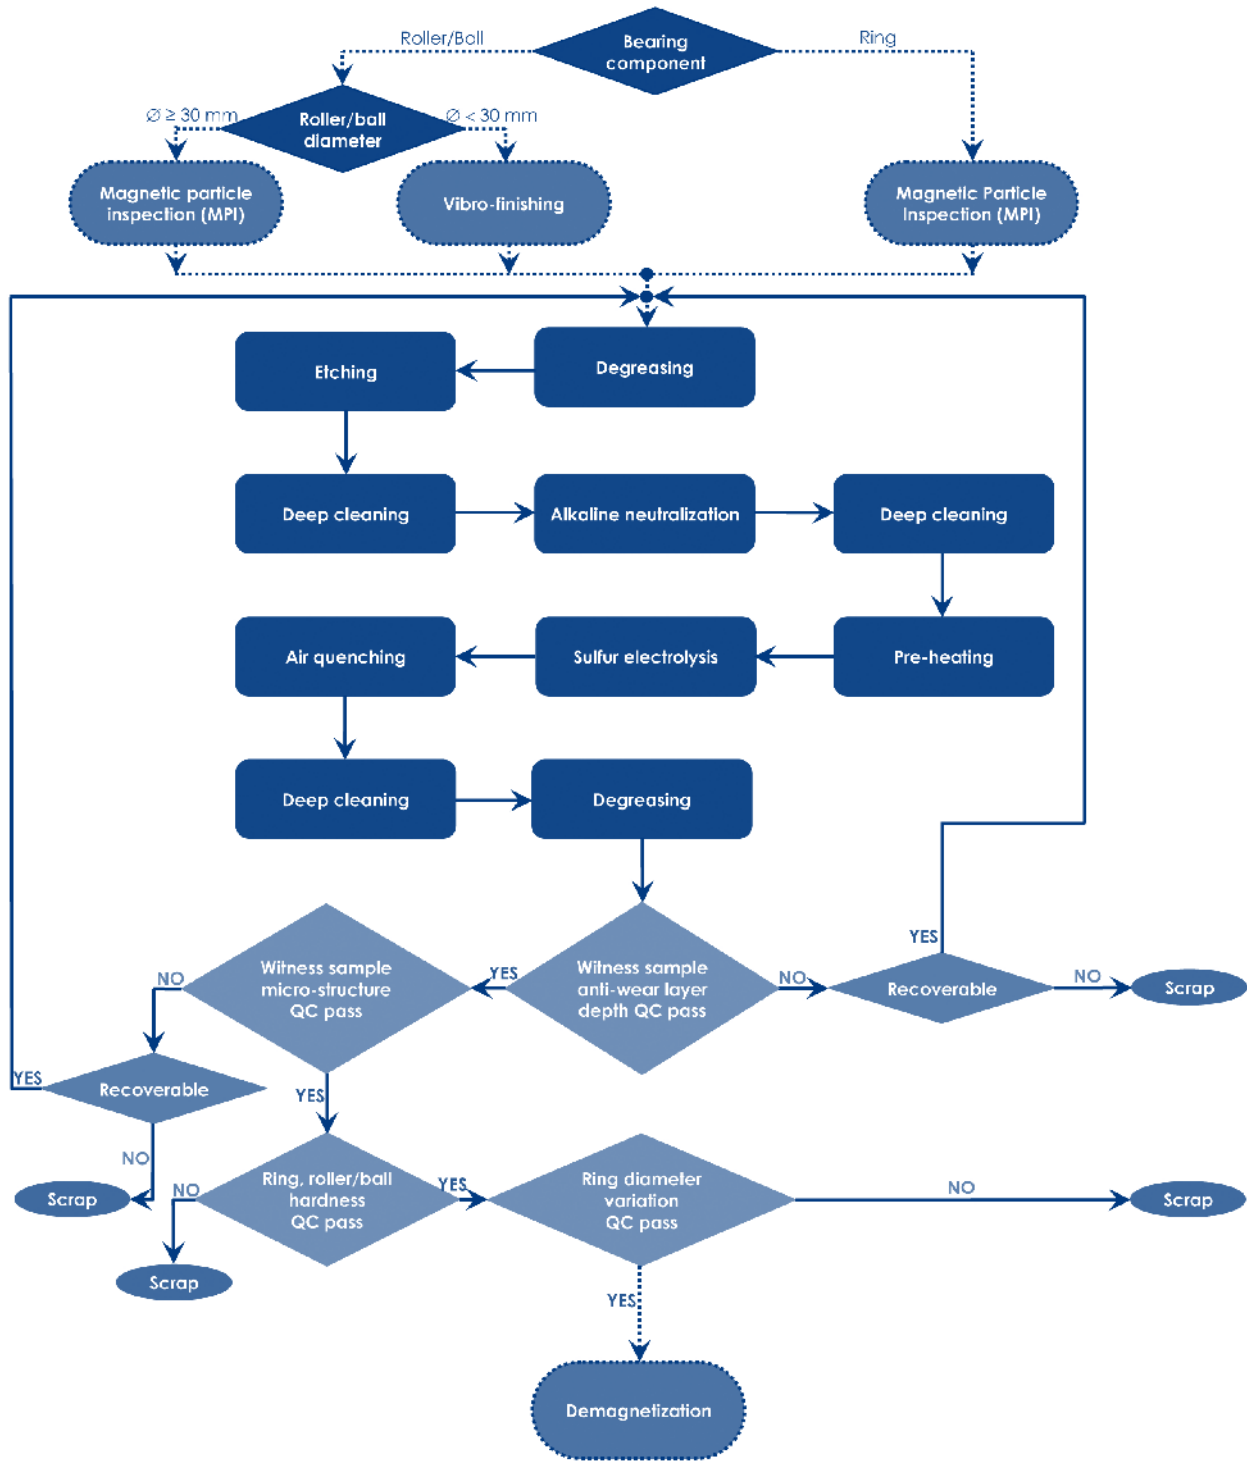 Roller/Ball
Bearing
component
Ring
Ø ≥ 30 mm
Roller/ball
diameter
Ø < 30 mm
Magnetic particle
inspection (MPI)
Vibro-finishing
Magnetic Particle
Inspection (MPI)
Etching
Degreasing
Deep cleaning
Alkaline neutralization
Deep cleaning
Air quenching
Sulfur electrolysis
Pre-heating
Deep cleaning
Degreasing
NO
Witness sample
micro-structure
QC pass
YES
Witness sample
anti-wear layer
depth QC pass
NO
YES
Recoverable
NO
Scrap
YES
Recoverable
YES
NO
Scrap
NO
Ring, roller/ball
hardness
QC pass
YES
Ring diameter
variation
QC pass
NO
Scrap
Scrap
YES
Demagnetization